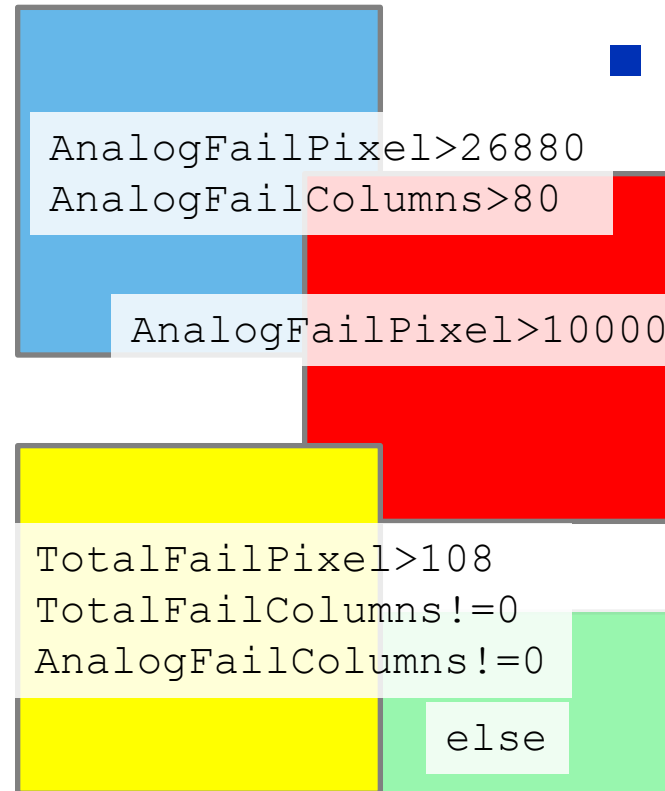 AnalogFailPixel>26880
AnalogFailColumns>80
AnalogFailPixel>10000
TotalFailPixel>108
TotalFailColumns!=0
AnalogFailColumns!=0
else